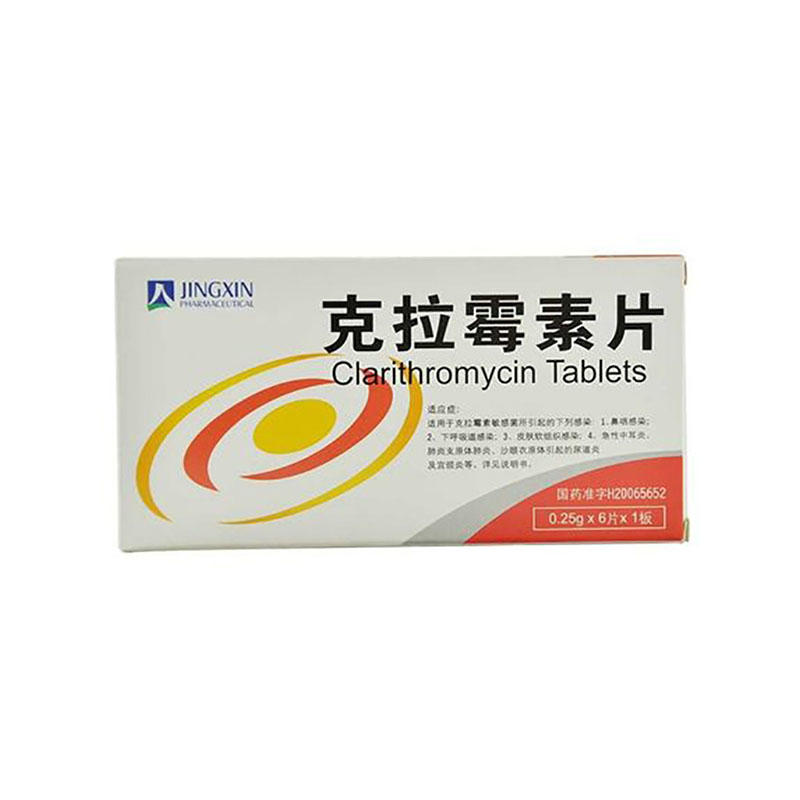 JINGXIN
PHARMACEUTICAL
克拉霉素片
Clarithromycin Tablets
适应症:
适用于克拉霉素敏感菌所引起的下列感染: 1.鼻咽感染;
2、下呼吸道感染; 3、皮肤软组织感染; 4、急性中耳炎、
肺炎支原体肺炎、沙眼衣原体引起的尿道炎
及宫颈炎等。详见说明书。
国药准字H20065652
0.25g x 6片x 1板